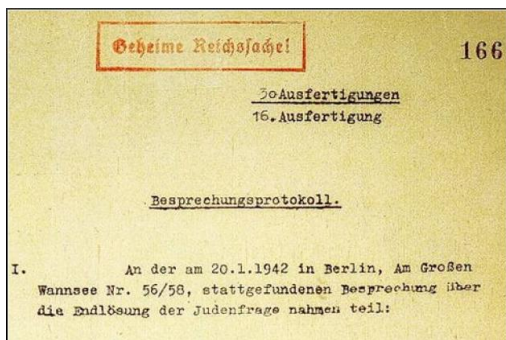 Geheime Reichssache!
166
30 Ausfertigungen
16. Ausfertigung
Besprechungsprotokoll.
I. An der am 20.1.1942 in Berlin, Am Großen
Wannsee Nr. 56/58, stattgefundenen Besprechung über
die Endlösung der Judenfrage nahmen teil: